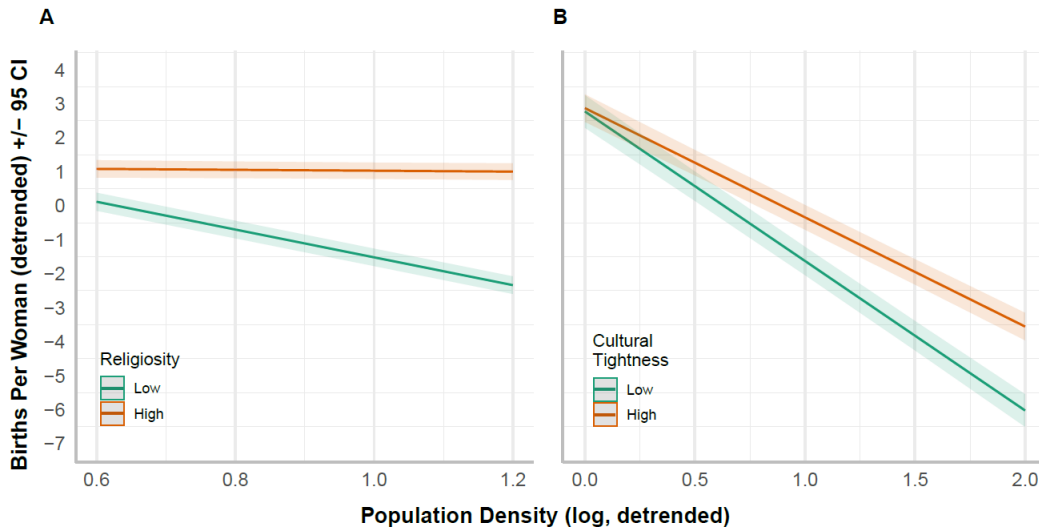 A
B
Births Per Woman (detrended) +/− 95 CI
4
3
2
1
0
−1
−2
−3
−4
−5
−6
−7
Religiosity
Low
High
Cultural
Tightness
Low
High
0.6 0.8 1.0 1.2
0.0 0.5 1.0 1.5 2.0
Population Density (log, detrended)